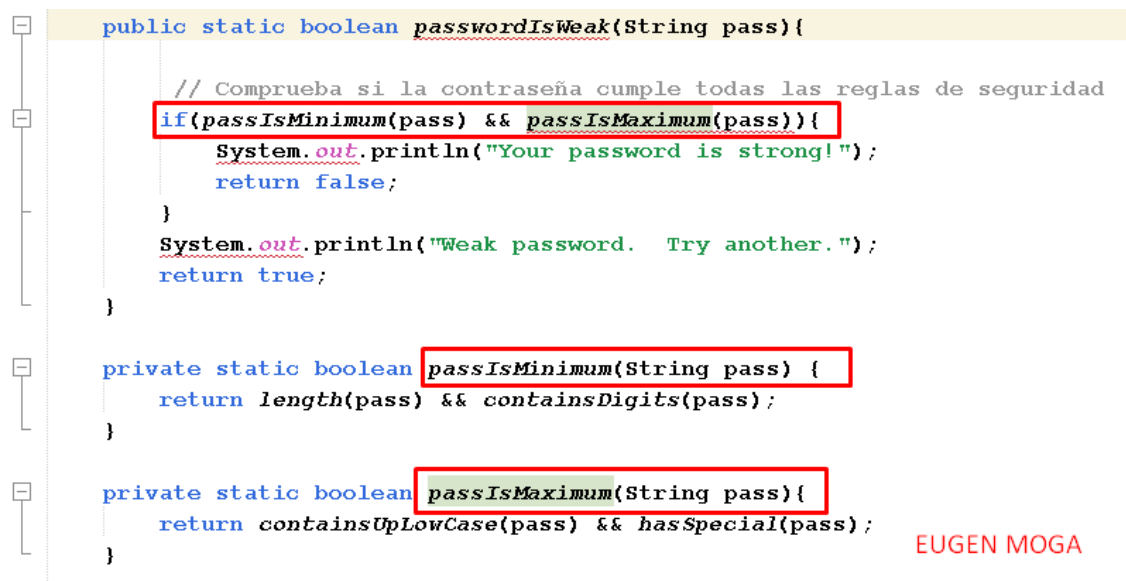 public static boolean passwordIsWeak(String pass){
// Comprueba si la contraseña cumple todas las reglas de seguridad
if(passIsMinimum(pass) && passIsMaximum(pass)){
System.out.println("Your password is strong!");
return false;
}
System.out.println("Weak password.  Try another.");
return true;
}
private static boolean passIsMinimum(String pass) {
return length(pass) && containsDigits(pass);
}
private static boolean passIsMaximum(String pass){
return containsUpLowCase(pass) && hasSpecial(pass);
}
EUGEN MOGA